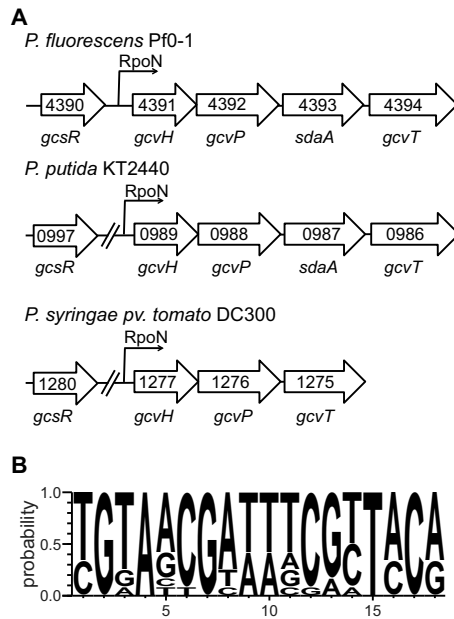 A
P. fluorescens Pf0-1
RpoN
4390 4391 4392 4393 4394
gcsR gcvH gcvP sdaA gcvT
P. putida KT2440
RpoN
0997 0989 0988 0987 0986
gcsR gcvH gcvP sdaA gcvT
P. syringae pv. tomato DC300
RpoN
1280 1277 1276 1275
gcsR gcvH gcvP gcvT
B
probability
1.0
0.5
0.0
TGTAACGATTTCGTTACA
5 10 15